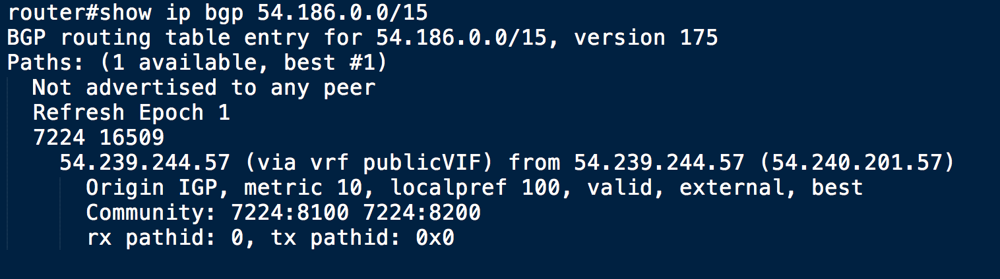 router#show ip bgp 54.186.0.0/15
BGP routing table entry for 54.186.0.0/15, version 175
Paths: (1 available, best #1)
Not advertised to any peer
Refresh Epoch 1
7224 16509
54.239.244.57 (via vrf publicVIF) from 54.239.244.57 (54.240.201.57)
Origin IGP, metric 10, localpref 100, valid, external, best
Community: 7224:8100 7224:8200
rx pathid: 0, tx pathid: 0x0